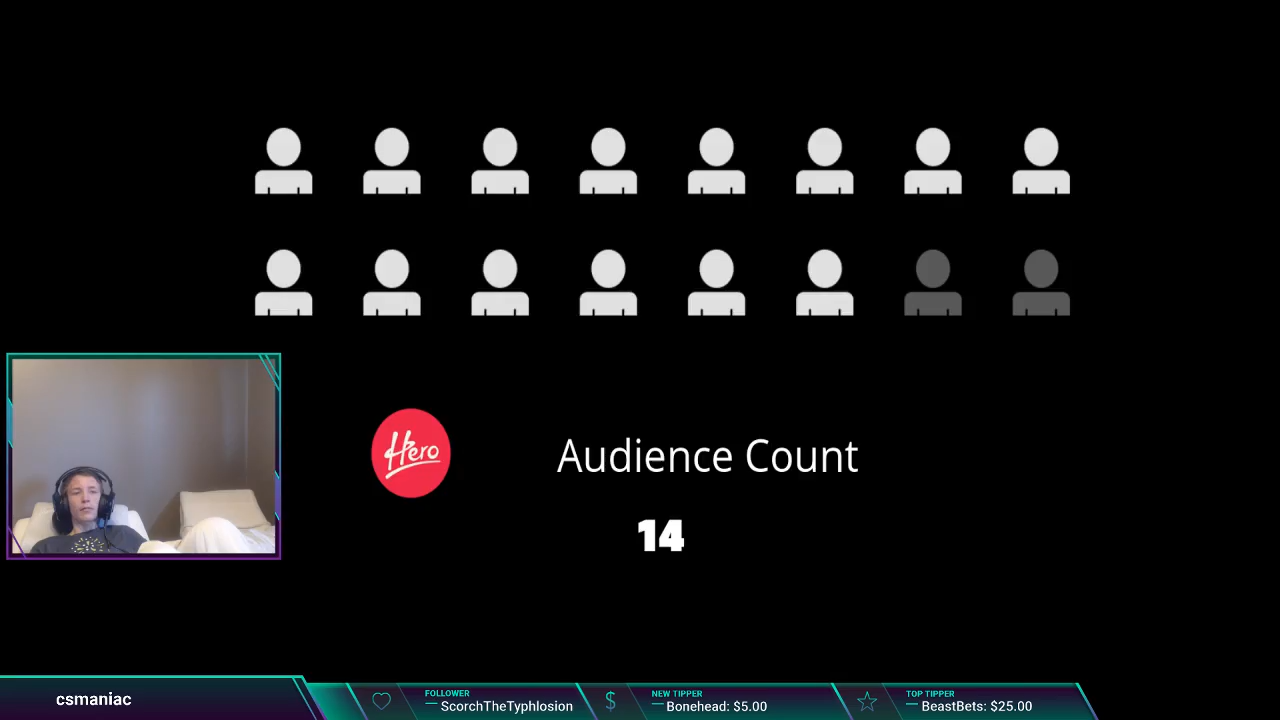 Hero
Audience Count
14
csmaniac
FOLLOWER
ScorchTheTyphlosion
$
NEW TIPPER
Bonehead: $5.00
TOP TIPPER
BeastBets: $25.00